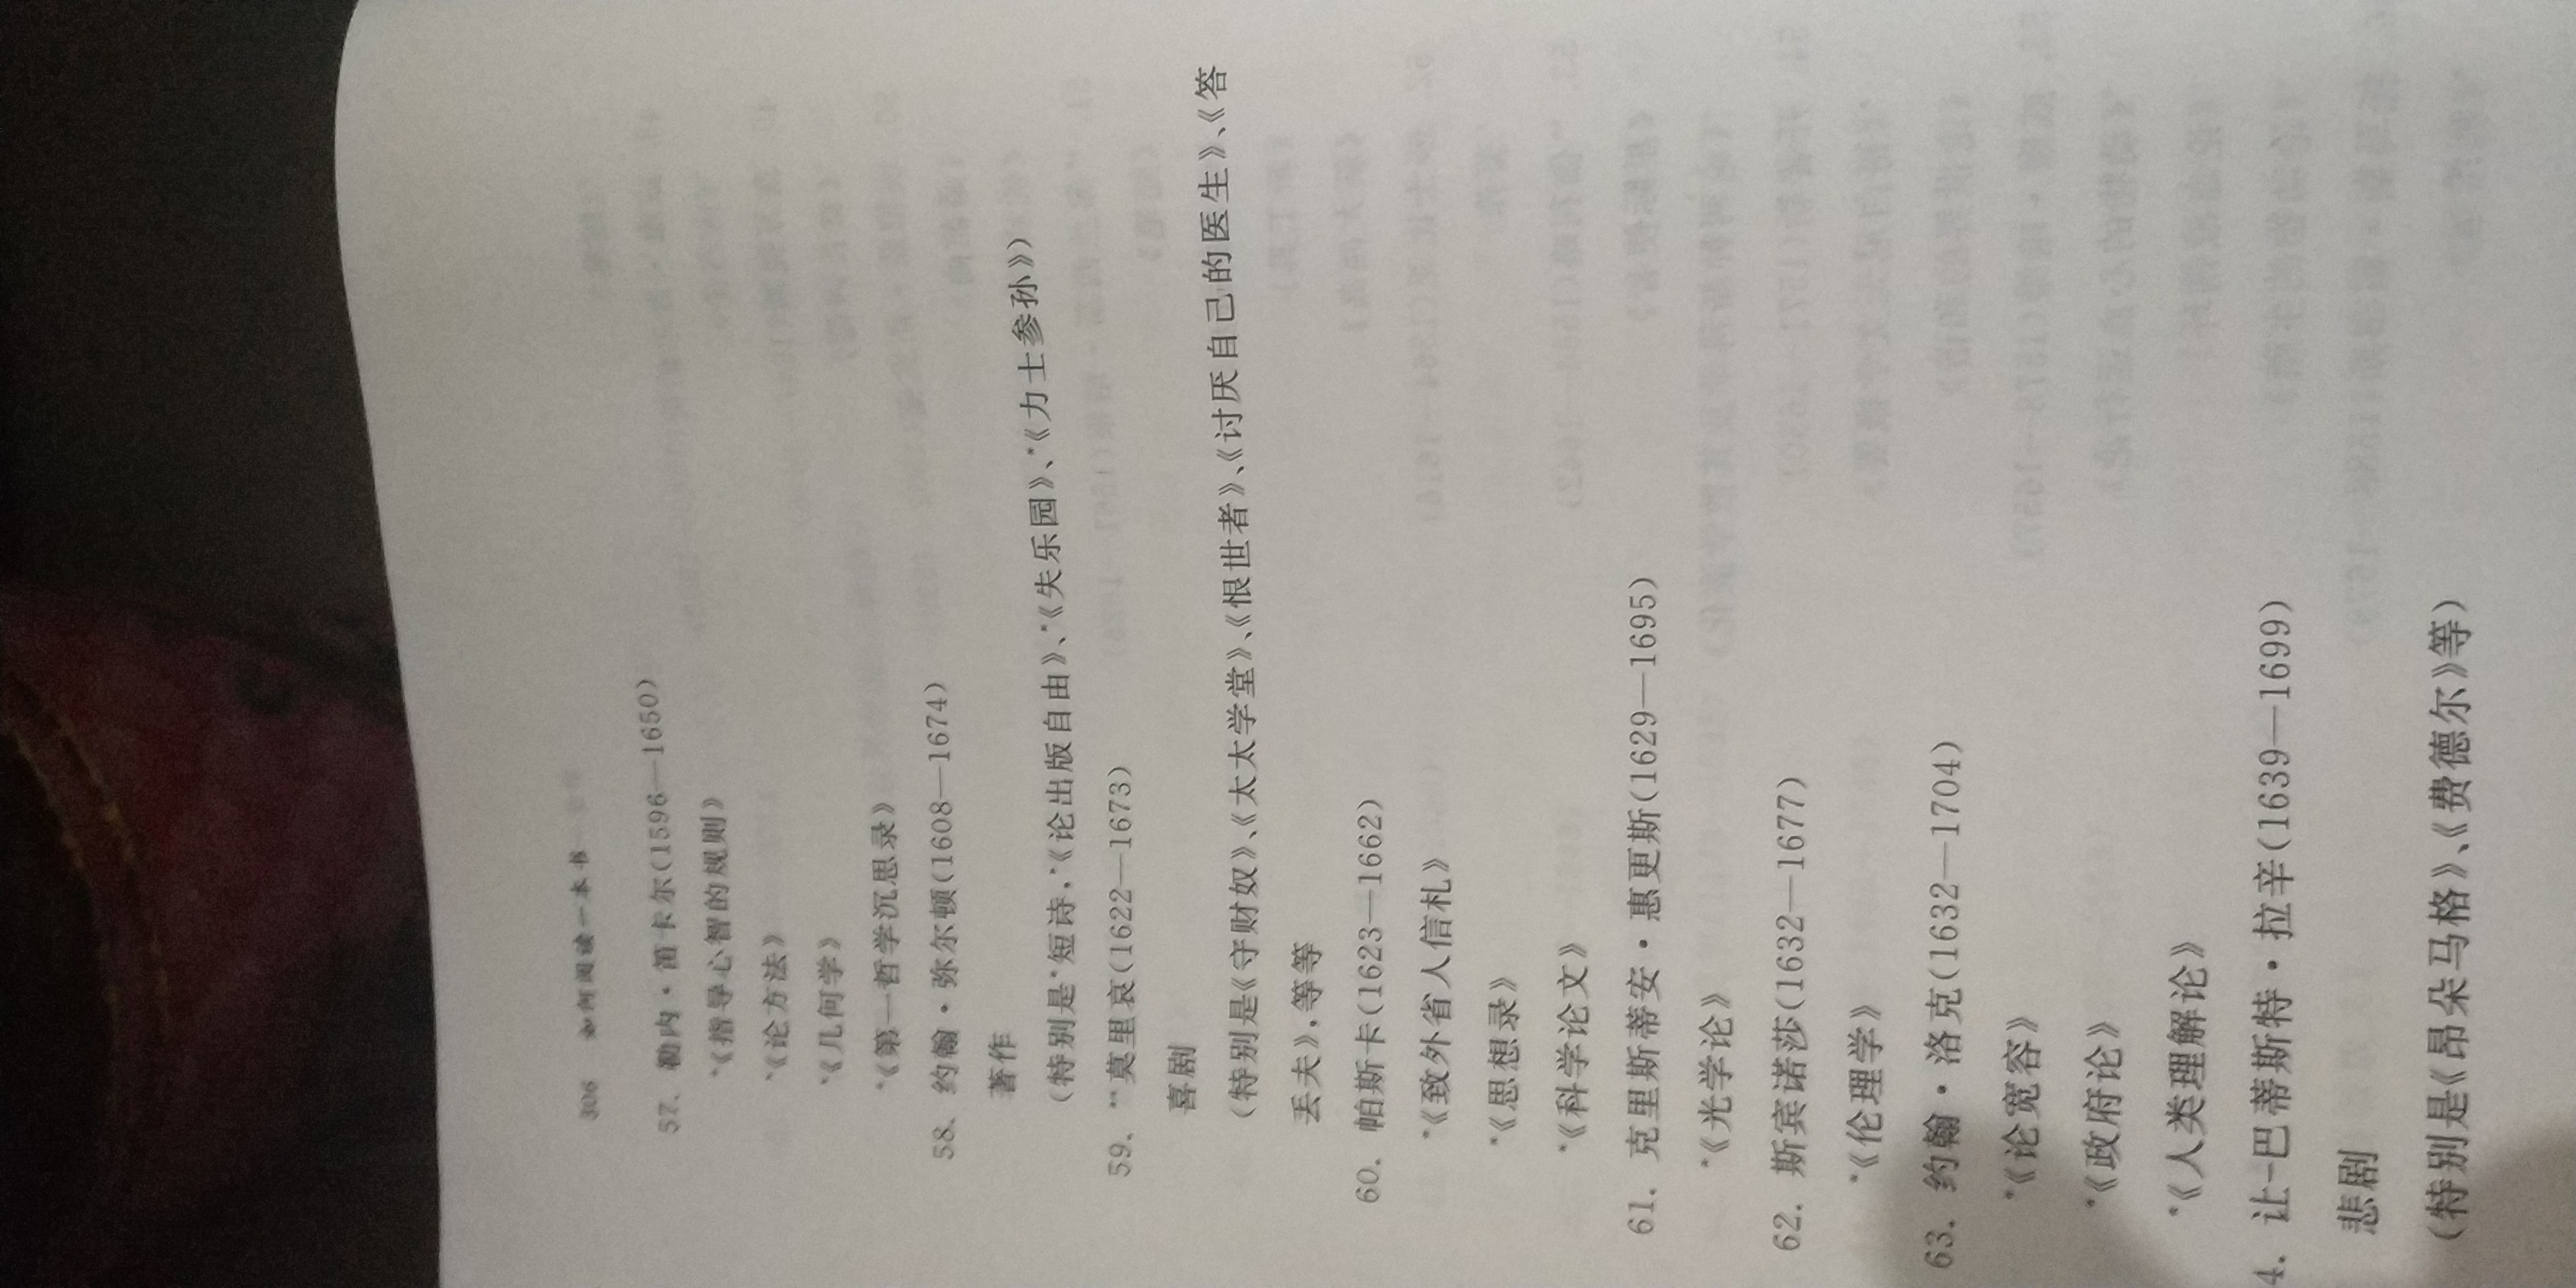 306 如何阅读一本书
57. 勒内·笛卡尔(1596—1650)
*《指导心智的规则》
*《论方法》
*《几何学》
*《第一哲学沉思录》
58. 约翰·弥尔顿(1608—1674)
著作
(特别是*短诗,*《论出版自由》、*《失乐园》、*《力士参孙》)
59. **莫里哀(1622—1673)
喜剧
(特别是《守财奴》、《太太学堂》、《恨世者》、《讨厌自己的医生》、《答
丢夫》,等等
60. 帕斯卡(1623—1662)
*《致外省人信札》
*《思想录》
*《科学论文》
61. 克里斯蒂安·惠更斯(1629—1695)
*《光学论》
62. 斯宾诺莎(1632—1677)
*《伦理学》
63. 约翰·洛克(1632—1704)
*《论宽容》
*《政府论》
*《人类理解论》
4. 让-巴蒂斯特·拉辛(1639—1699)
悲剧
(特别是《昂朵马格》、《费德尔》等)